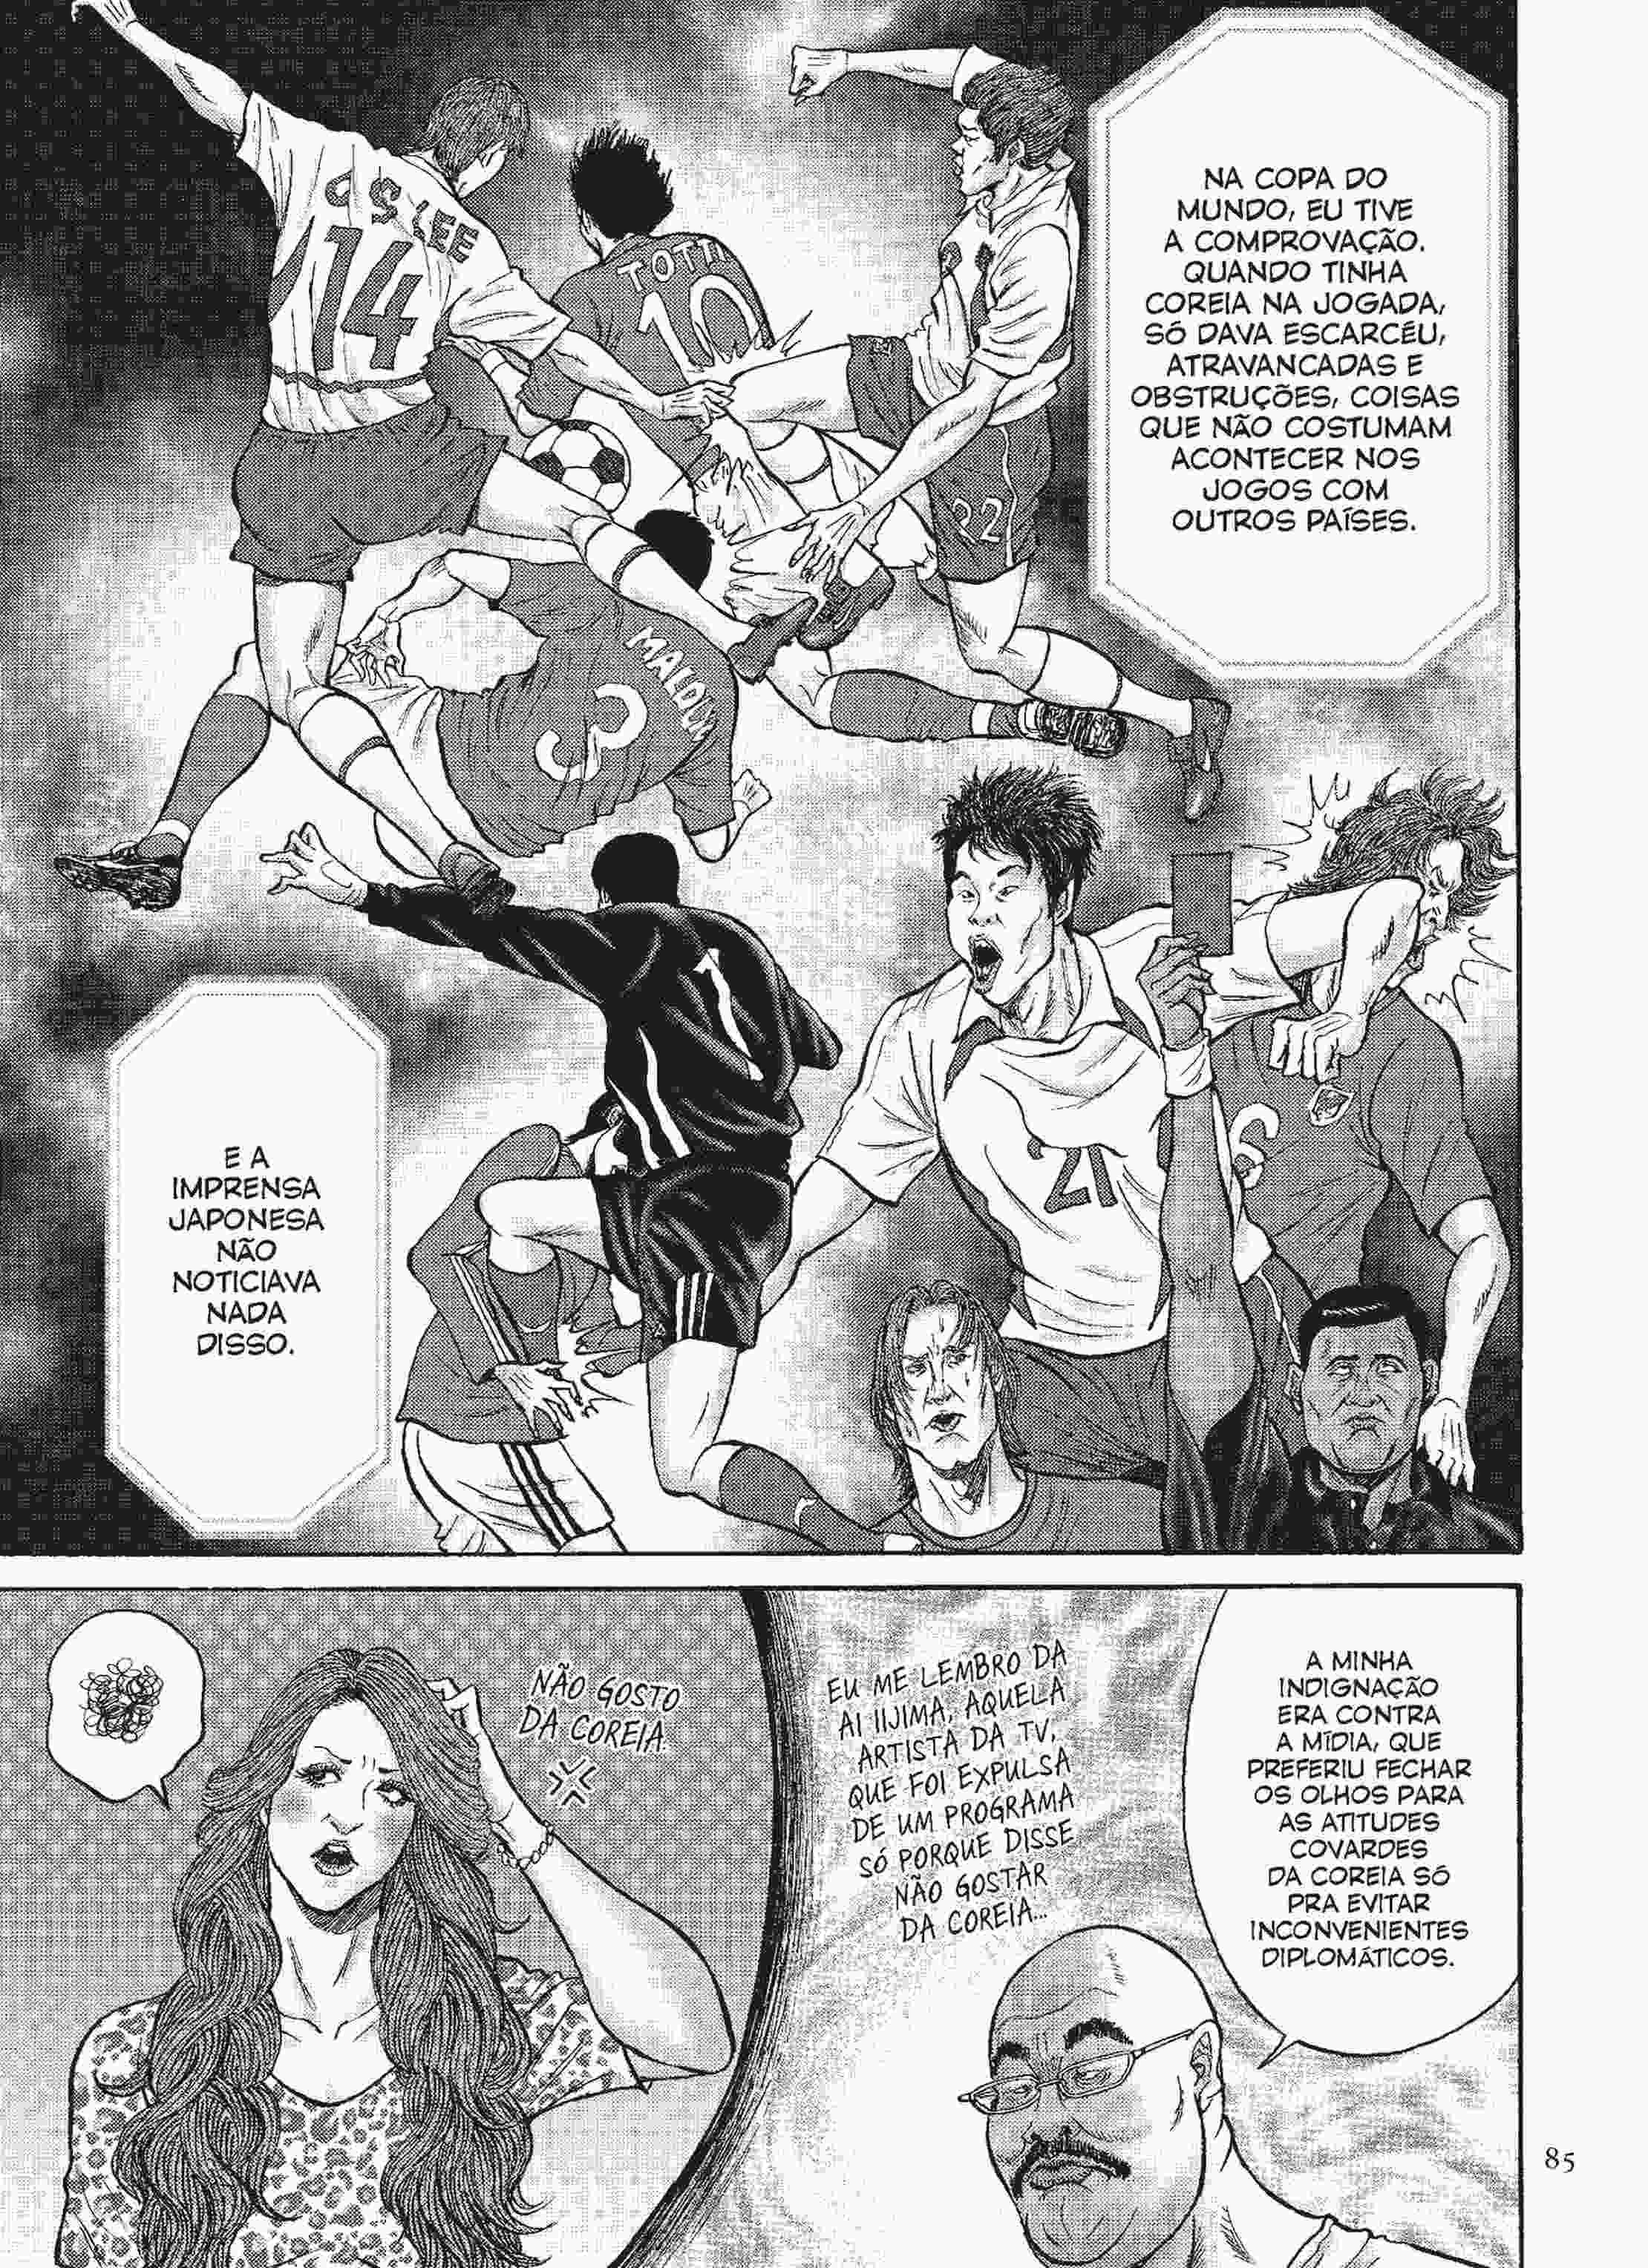 NA COPA DO
MUNDO, EU TIVE
A COMPROVAÇÃO.
QUANDO TINHA
COREIA NA JOGADA,
SÓ DAVA ESCARCÉU,
ATRAVANCADAS E
OBSTRUÇÕES, COISAS
QUE NÃO COSTUMAM
ACONTECER NOS
JOGOS COM
OUTROS PAÍSES.
C S LEE
14
TOTTI
10
22
MALDINI
3
1
21
6
E A
IMPRENSA
JAPONESA
NÃO
NOTICIAVA
NADA
DISSO.
A MINHA
INDIGNAÇÃO
ERA CONTRA
A MÍDIA, QUE
PREFERIU FECHAR
OS OLHOS PARA
AS ATITUDES
COVARDES
DA COREIA SÓ
PRA EVITAR
INCONVENIENTES
DIPLOMÁTICOS.
EU ME LEMBRO DA
AI IIJIMA, AQUELA
ARTISTA DA TV,
QUE FOI EXPULSA
DE UM PROGRAMA
SÓ PORQUE DISSE
NÃO GOSTAR
DA COREIA...
NÃO GOSTO
DA COREIA.
85